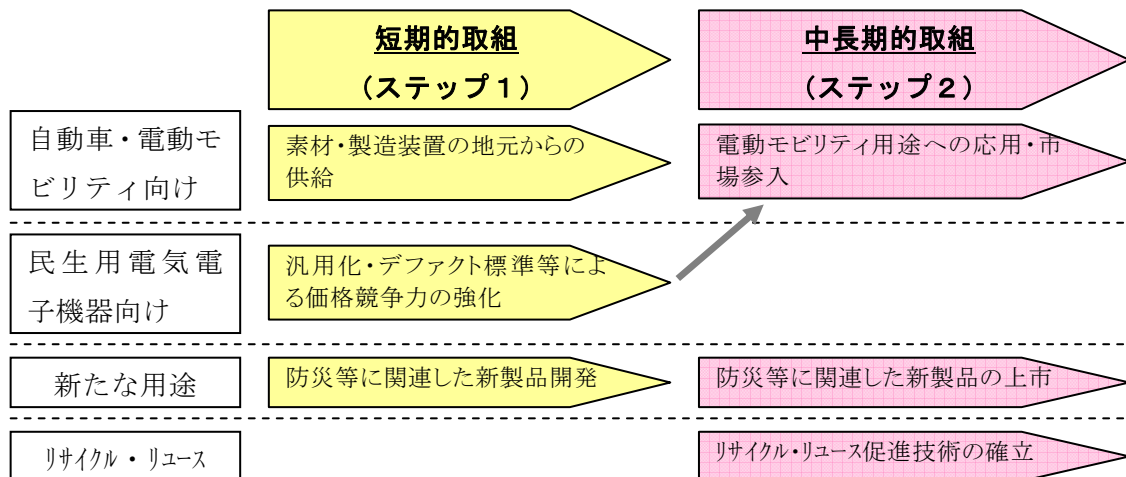 短期的取組
(ステップ1)
中長期的取組
(ステップ2)
自動車・電動モ
ビリティ向け
素材・製造装置の地元からの
供給
電動モビリティ用途への応用・市
場参入
民生用電気電
子機器向け
汎用化・デファクト標準等によ
る価格競争力の強化
新たな用途
防災等に関連した新製品開発
防災等に関連した新製品の上市
リサイクル・リユース
リサイクル・リユース促進技術の確立